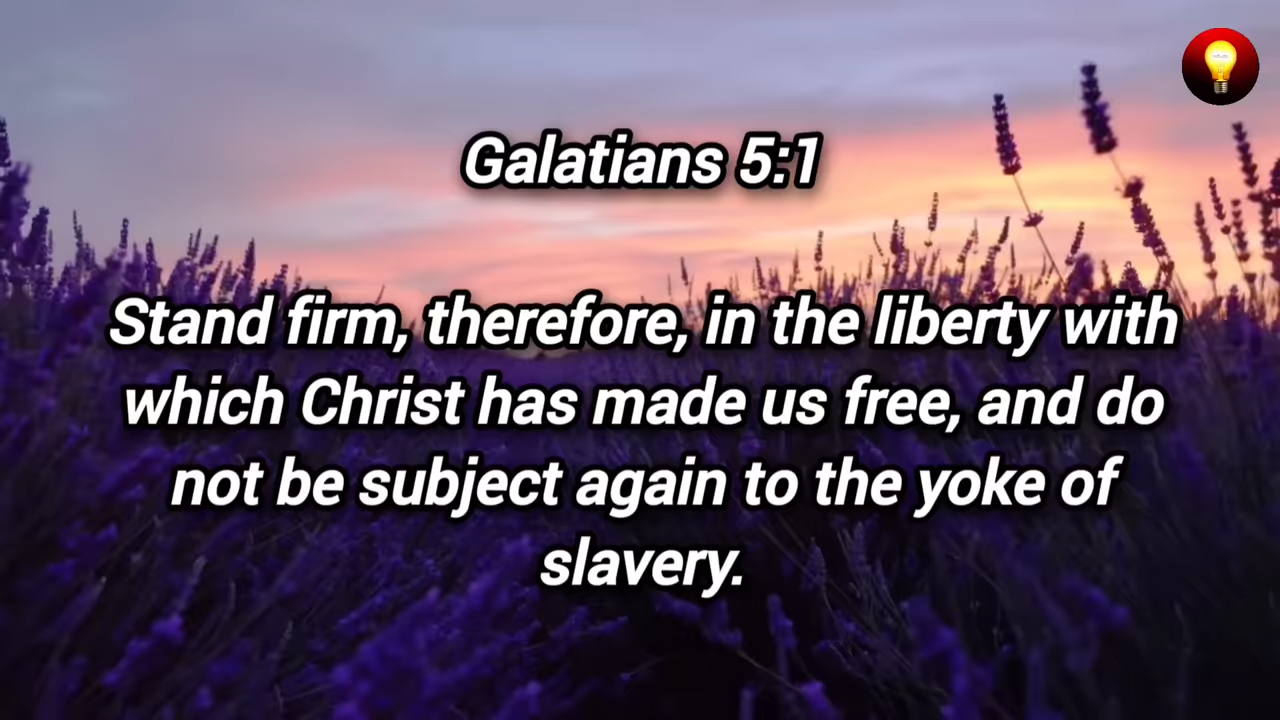 Galatians 5:1
Stand firm, therefore, in the liberty with
which Christ has made us free, and do
not be subject again to the yoke of
slavery.